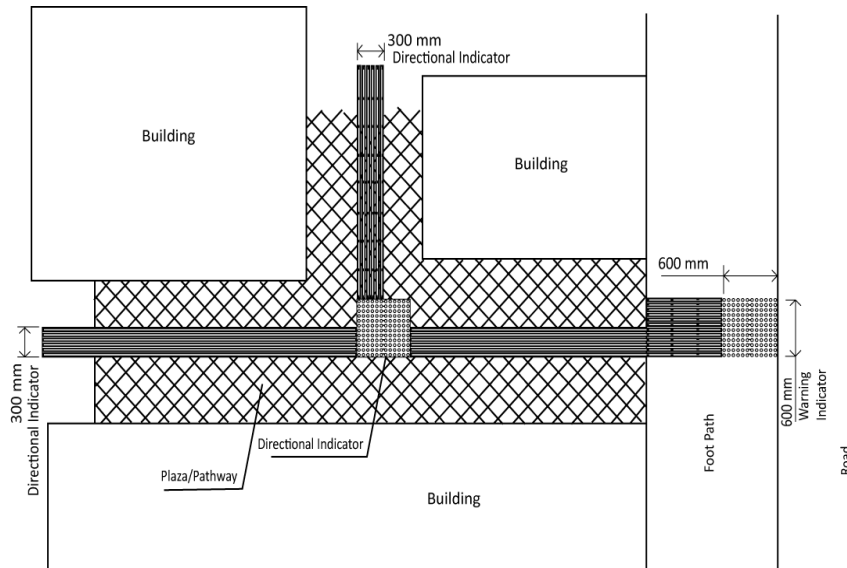 300 mm
Directional Indicator
Building
Building
600 mm
300 mm
Directional Indicator
600 mm
Warning
Indicator
Directional Indicator
Plaza/Pathway
Building
Foot Path
Road